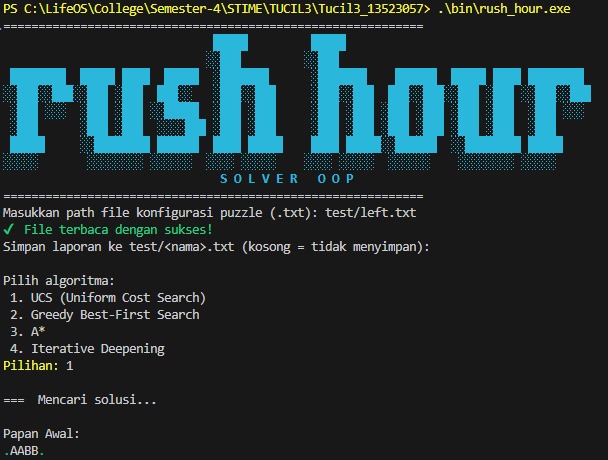 PS C:\LifeOS\College\Semester-4\STIME\TUCIL3\Tucil3_13523057> .\bin\rush_hour.exe
============================================================
rush hour
SOLVER OOP
============================================================
Masukkan path file konfigurasi puzzle (.txt): test/left.txt
✓ File terbaca dengan sukses!
Simpan laporan ke test/<nama>.txt (kosong = tidak menyimpan):
Pilih algoritma:
1. UCS (Uniform Cost Search)
2. Greedy Best-First Search
3. A*
4. Iterative Deepening
Pilihan: 1
=== Mencari solusi...
Papan Awal:
.AABB.